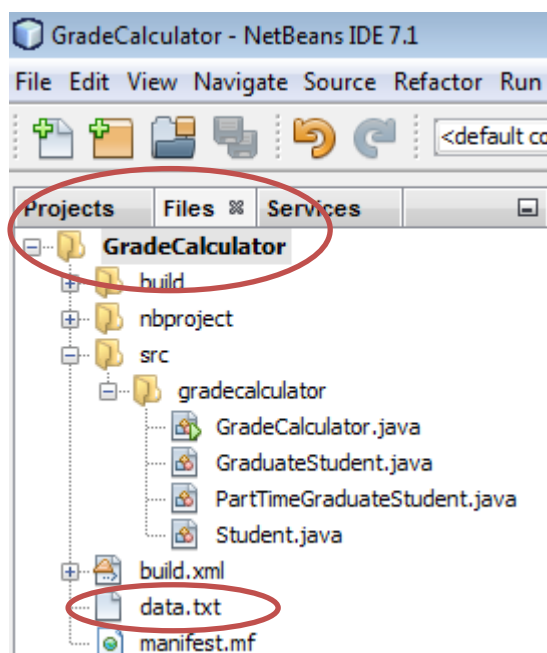 GradeCalculator - NetBeans IDE 7.1
File Edit View Navigate Source Refactor Run
<default co
Projects Files Services
GradeCalculator
build
nbproject
src
gradecalculator
GradeCalculator.java
GraduateStudent.java
PartTimeGraduateStudent.java
Student.java
build.xml
data.txt
manifest.mf